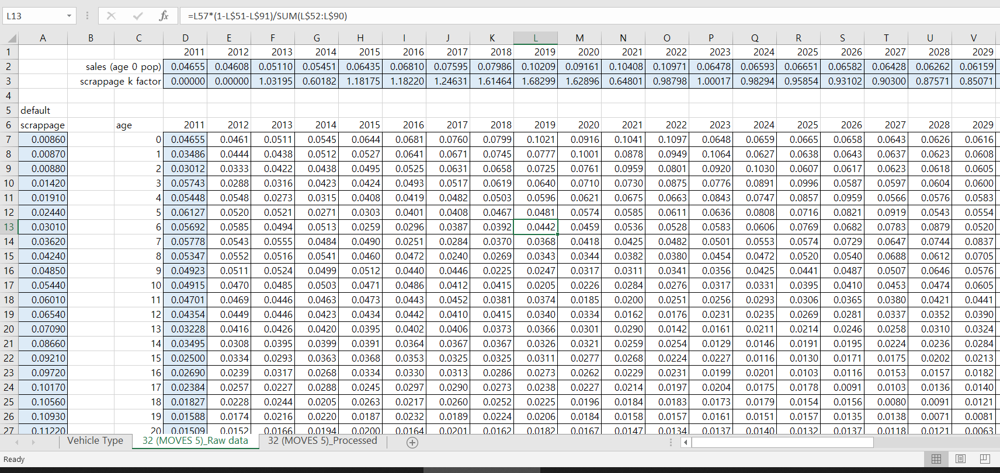 L13 fx =L57*(1-L$51-L$91)/SUM(L$52:L$90)
A B C D E F G H I J K L M N O P Q R S T U V
1 2011 2012 2013 2014 2015 2016 2017 2018 2019 2020 2021 2022 2023 2024 2025 2026 2027 2028 2029
2 sales (age 0 pop) 0.04655 0.04608 0.05110 0.05451 0.06435 0.06810 0.07595 0.07986 0.10209 0.09161 0.10408 0.10971 0.06478 0.06593 0.06651 0.06582 0.06428 0.06262 0.06159
3 scrappage k factor 0.00000 0.00000 1.03195 0.60182 1.18175 1.18220 1.24631 1.61464 1.68299 1.62896 0.64801 0.98798 1.00017 0.98294 0.95854 0.93102 0.90300 0.87571 0.85071
4
5 default
6 scrappage age 2011 2012 2013 2014 2015 2016 2017 2018 2019 2020 2021 2022 2023 2024 2025 2026 2027 2028 2029
7 0.00860 0 0.04655 0.0461 0.0511 0.0545 0.0644 0.0681 0.0760 0.0799 0.1021 0.0916 0.1041 0.1097 0.0648 0.0659 0.0665 0.0658 0.0643 0.0626 0.0616
8 0.00870 1 0.03486 0.0444 0.0438 0.0512 0.0527 0.0641 0.0671 0.0745 0.0777 0.1001 0.0878 0.0949 0.1064 0.0627 0.0638 0.0643 0.0637 0.0623 0.0608
9 0.00880 2 0.03012 0.0333 0.0422 0.0438 0.0495 0.0525 0.0631 0.0658 0.0725 0.0761 0.0959 0.0801 0.0920 0.1030 0.0607 0.0617 0.0623 0.0618 0.0605
10 0.01420 3 0.05743 0.0288 0.0316 0.0423 0.0424 0.0493 0.0517 0.0619 0.0640 0.0710 0.0730 0.0875 0.0776 0.0891 0.0996 0.0587 0.0597 0.0604 0.0600
11 0.01910 4 0.05448 0.0548 0.0273 0.0315 0.0408 0.0419 0.0482 0.0503 0.0596 0.0621 0.0675 0.0663 0.0843 0.0747 0.0857 0.0959 0.0566 0.0576 0.0583
12 0.02440 5 0.06127 0.0520 0.0521 0.0271 0.0303 0.0401 0.0408 0.0467 0.0481 0.0574 0.0585 0.0611 0.0636 0.0808 0.0716 0.0821 0.0919 0.0543 0.0554
13 0.03010 6 0.05692 0.0585 0.0494 0.0513 0.0259 0.0296 0.0387 0.0392 0.0442 0.0459 0.0536 0.0528 0.0583 0.0606 0.0769 0.0682 0.0783 0.0879 0.0520
14 0.03620 7 0.05778 0.0543 0.0555 0.0484 0.0490 0.0251 0.0284 0.0370 0.0368 0.0418 0.0425 0.0482 0.0501 0.0553 0.0574 0.0729 0.0647 0.0744 0.0837
15 0.04240 8 0.05347 0.0552 0.0516 0.0541 0.0460 0.0472 0.0240 0.0269 0.0343 0.0344 0.0382 0.0380 0.0454 0.0472 0.0520 0.0540 0.0688 0.0612 0.0705
16 0.04850 9 0.04923 0.0511 0.0524 0.0499 0.0512 0.0440 0.0446 0.0225 0.0247 0.0317 0.0311 0.0341 0.0356 0.0425 0.0441 0.0487 0.0507 0.0646 0.0576
17 0.05440 10 0.04915 0.0470 0.0485 0.0503 0.0471 0.0486 0.0412 0.0415 0.0205 0.0226 0.0284 0.0276 0.0317 0.0331 0.0395 0.0410 0.0453 0.0474 0.0605
18 0.06010 11 0.04701 0.0469 0.0446 0.0463 0.0473 0.0443 0.0452 0.0381 0.0374 0.0185 0.0200 0.0251 0.0256 0.0293 0.0306 0.0365 0.0380 0.0421 0.0441
19 0.06540 12 0.04354 0.0449 0.0446 0.0423 0.0434 0.0442 0.0410 0.0415 0.0340 0.0334 0.0162 0.0176 0.0231 0.0235 0.0269 0.0281 0.0337 0.0352 0.0390
20 0.07090 13 0.03228 0.0416 0.0426 0.0420 0.0395 0.0402 0.0406 0.0373 0.0366 0.0301 0.0290 0.0142 0.0161 0.0211 0.0214 0.0246 0.0258 0.0310 0.0324
21 0.08660 14 0.03495 0.0308 0.0395 0.0399 0.0391 0.0364 0.0367 0.0367 0.0326 0.0321 0.0259 0.0254 0.0129 0.0146 0.0191 0.0195 0.0224 0.0236 0.0284
22 0.09210 15 0.02500 0.0334 0.0293 0.0363 0.0368 0.0353 0.0325 0.0325 0.0311 0.0277 0.0268 0.0224 0.0227 0.0116 0.0130 0.0171 0.0175 0.0202 0.0213
23 0.09720 16 0.02690 0.0239 0.0317 0.0268 0.0334 0.0330 0.0313 0.0286 0.0273 0.0262 0.0229 0.0231 0.0199 0.0201 0.0103 0.0116 0.0153 0.0157 0.0182
24 0.10170 17 0.02384 0.0257 0.0227 0.0288 0.0245 0.0297 0.0290 0.0273 0.0238 0.0227 0.0214 0.0197 0.0204 0.0175 0.0178 0.0091 0.0103 0.0136 0.0140
25 0.10560 18 0.01827 0.0228 0.0244 0.0205 0.0263 0.0217 0.0260 0.0252 0.0225 0.0196 0.0184 0.0183 0.0173 0.0179 0.0154 0.0156 0.0080 0.0091 0.0121
26 0.10930 19 0.01588 0.0174 0.0216 0.0220 0.0187 0.0232 0.0189 0.0224 0.0206 0.0184 0.0158 0.0157 0.0161 0.0151 0.0157 0.0135 0.0138 0.0071 0.0081
27 0.11220 20 0.01509 0.0152 0.0166 0.0194 0.0200 0.0164 0.0201 0.0162 0.0182 0.0167 0.0147 0.0134 0.0137 0.0140 0.0132 0.0137 0.0118 0.0121 0.0063
Vehicle Type 32 (MOVES 5)_Raw data 32 (MOVES 5)_Processed
Ready